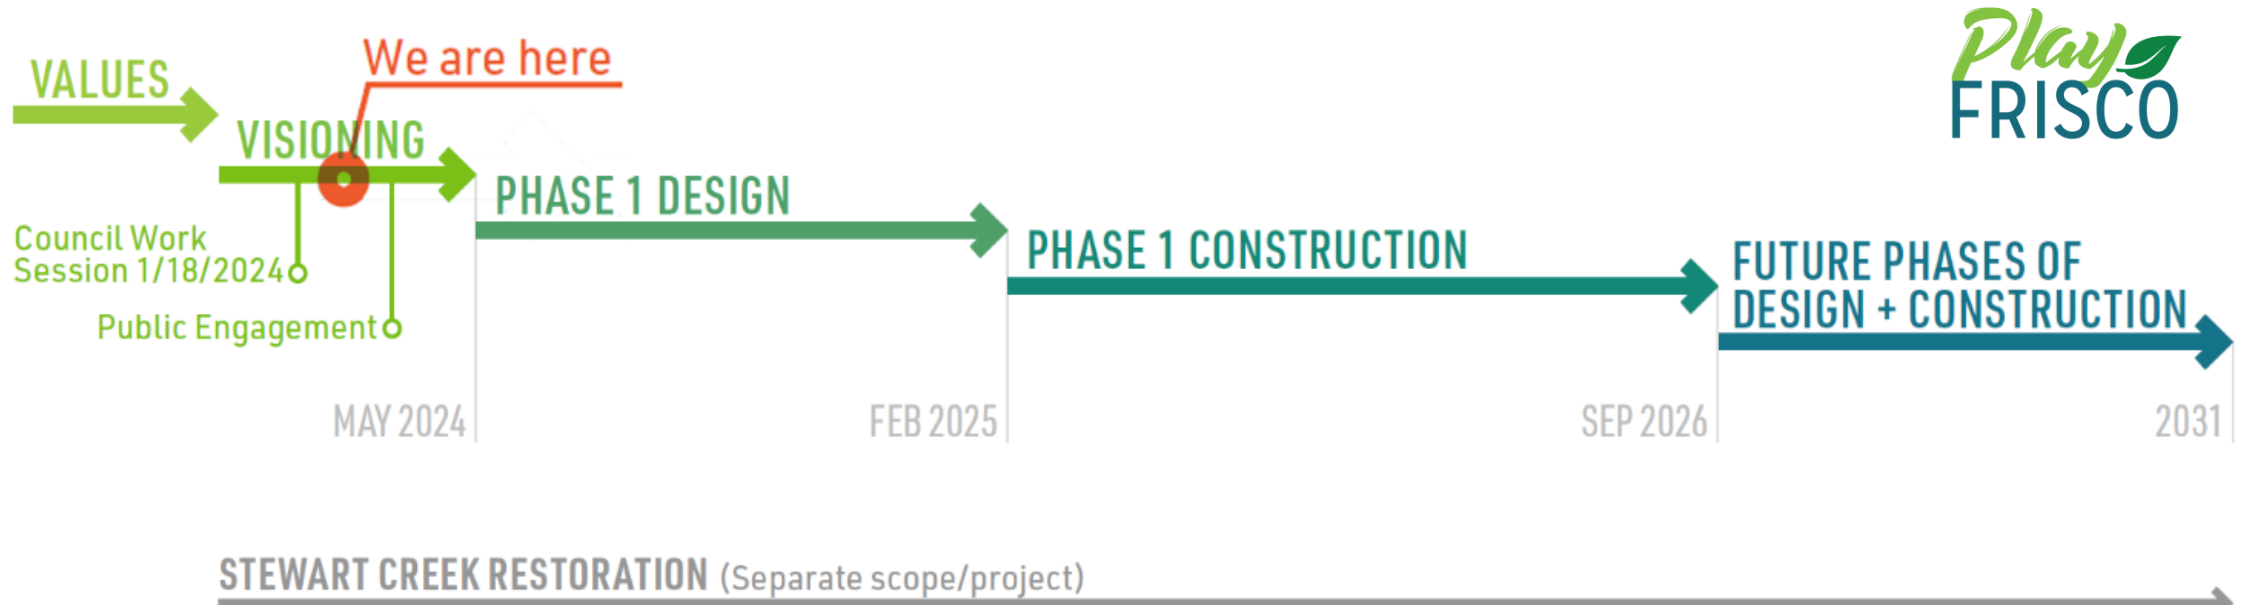 Play
FRISCO
We are here
VALUES
VISIONING
PHASE 1 DESIGN
Council Work
Session 1/18/2024
PHASE 1 CONSTRUCTION
FUTURE PHASES OF
DESIGN + CONSTRUCTION
Public Engagement
MAY 2024
FEB 2025
SEP 2026
2031
STEWART CREEK RESTORATION (Separate scope/project)